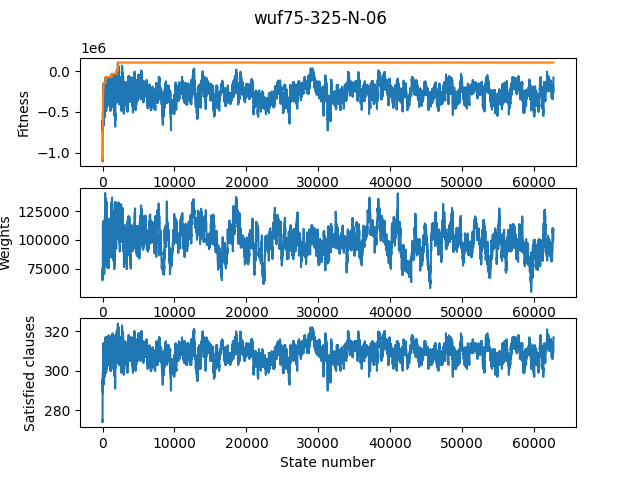 wuf75-325-N-06
1e6
0.0
−0.5
−1.0
Fitness
0 10000 20000 30000 40000 50000 60000
125000
100000
75000
Weights
0 10000 20000 30000 40000 50000 60000
320
300
280
Satisfied clauses
0 10000 20000 30000 40000 50000 60000
State number